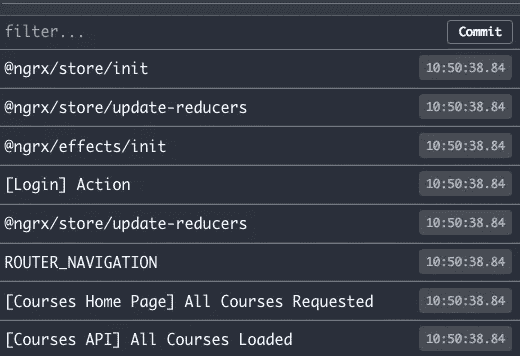 filter... Commit
@ngrx/store/init 10:50:38.84
@ngrx/store/update-reducers 10:50:38.84
@ngrx/effects/init 10:50:38.84
[Login] Action 10:50:38.84
@ngrx/store/update-reducers 10:50:38.84
ROUTER_NAVIGATION 10:50:38.84
[Courses Home Page] All Courses Requested 10:50:38.84
[Courses API] All Courses Loaded 10:50:38.84